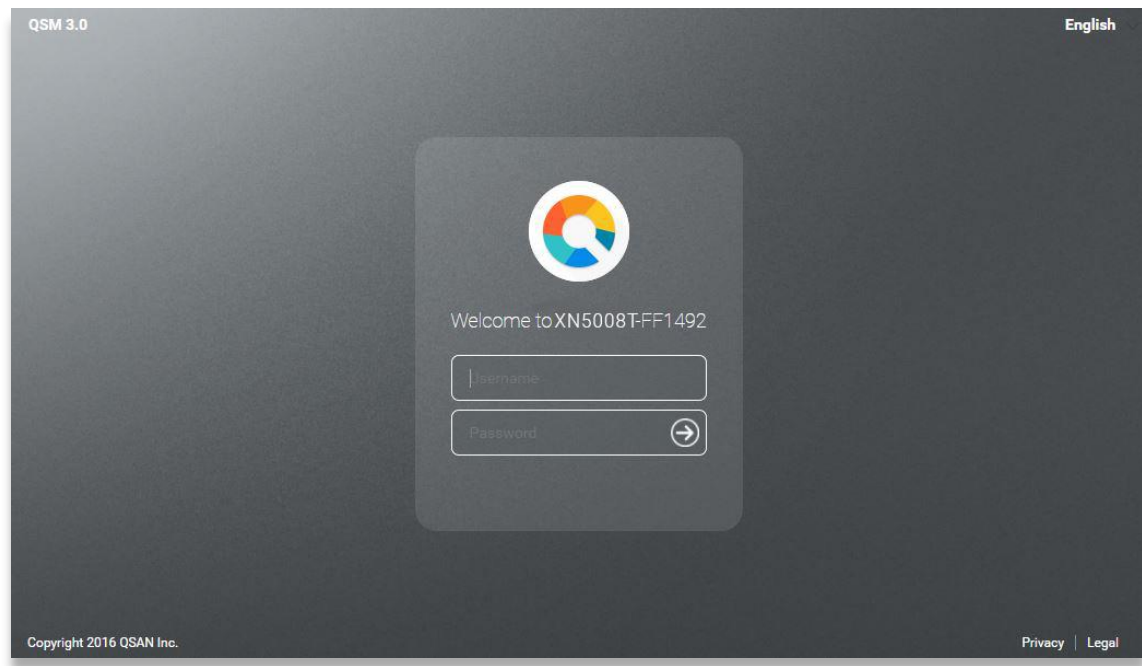 QSM 3.0
English
Welcome to XN5008T-FF1492
Username
Password
Copyright 2016 QSAN Inc.
Privacy | Legal